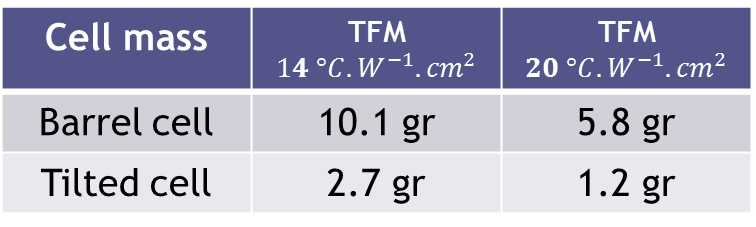 Cell mass TFM TFM
14 °C.W⁻¹.cm² 20 °C.W⁻¹.cm²
Barrel cell 10.1 gr 5.8 gr
Tilted cell 2.7 gr 1.2 gr